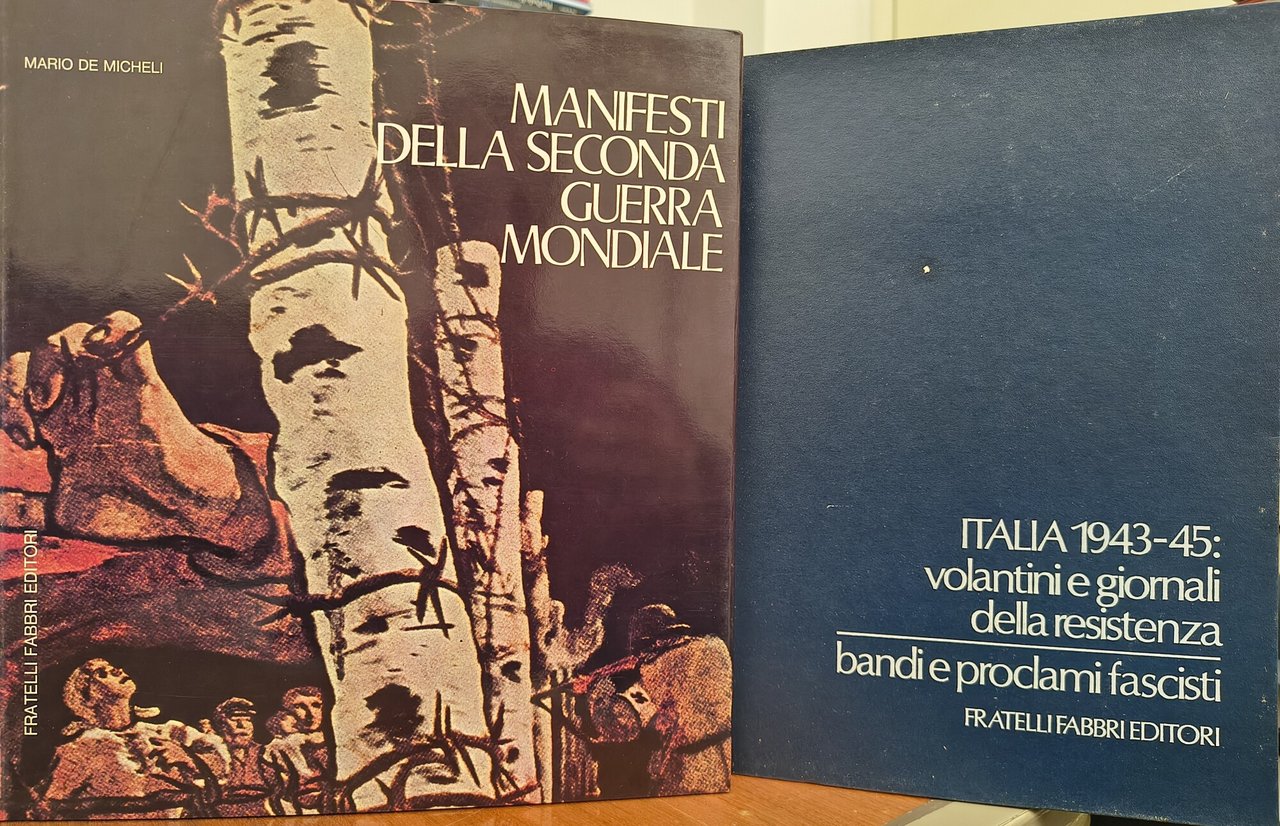 MARIO DE MICHELI
MANIFESTI
DELLA SECONDA
GUERRA
MONDIALE
FRATELLI FABBRI EDITORI
ITALIA 1943-45:
volantini e giornali
della resistenza
bandi e proclami fascisti
FRATELLI FABBRI EDITORI